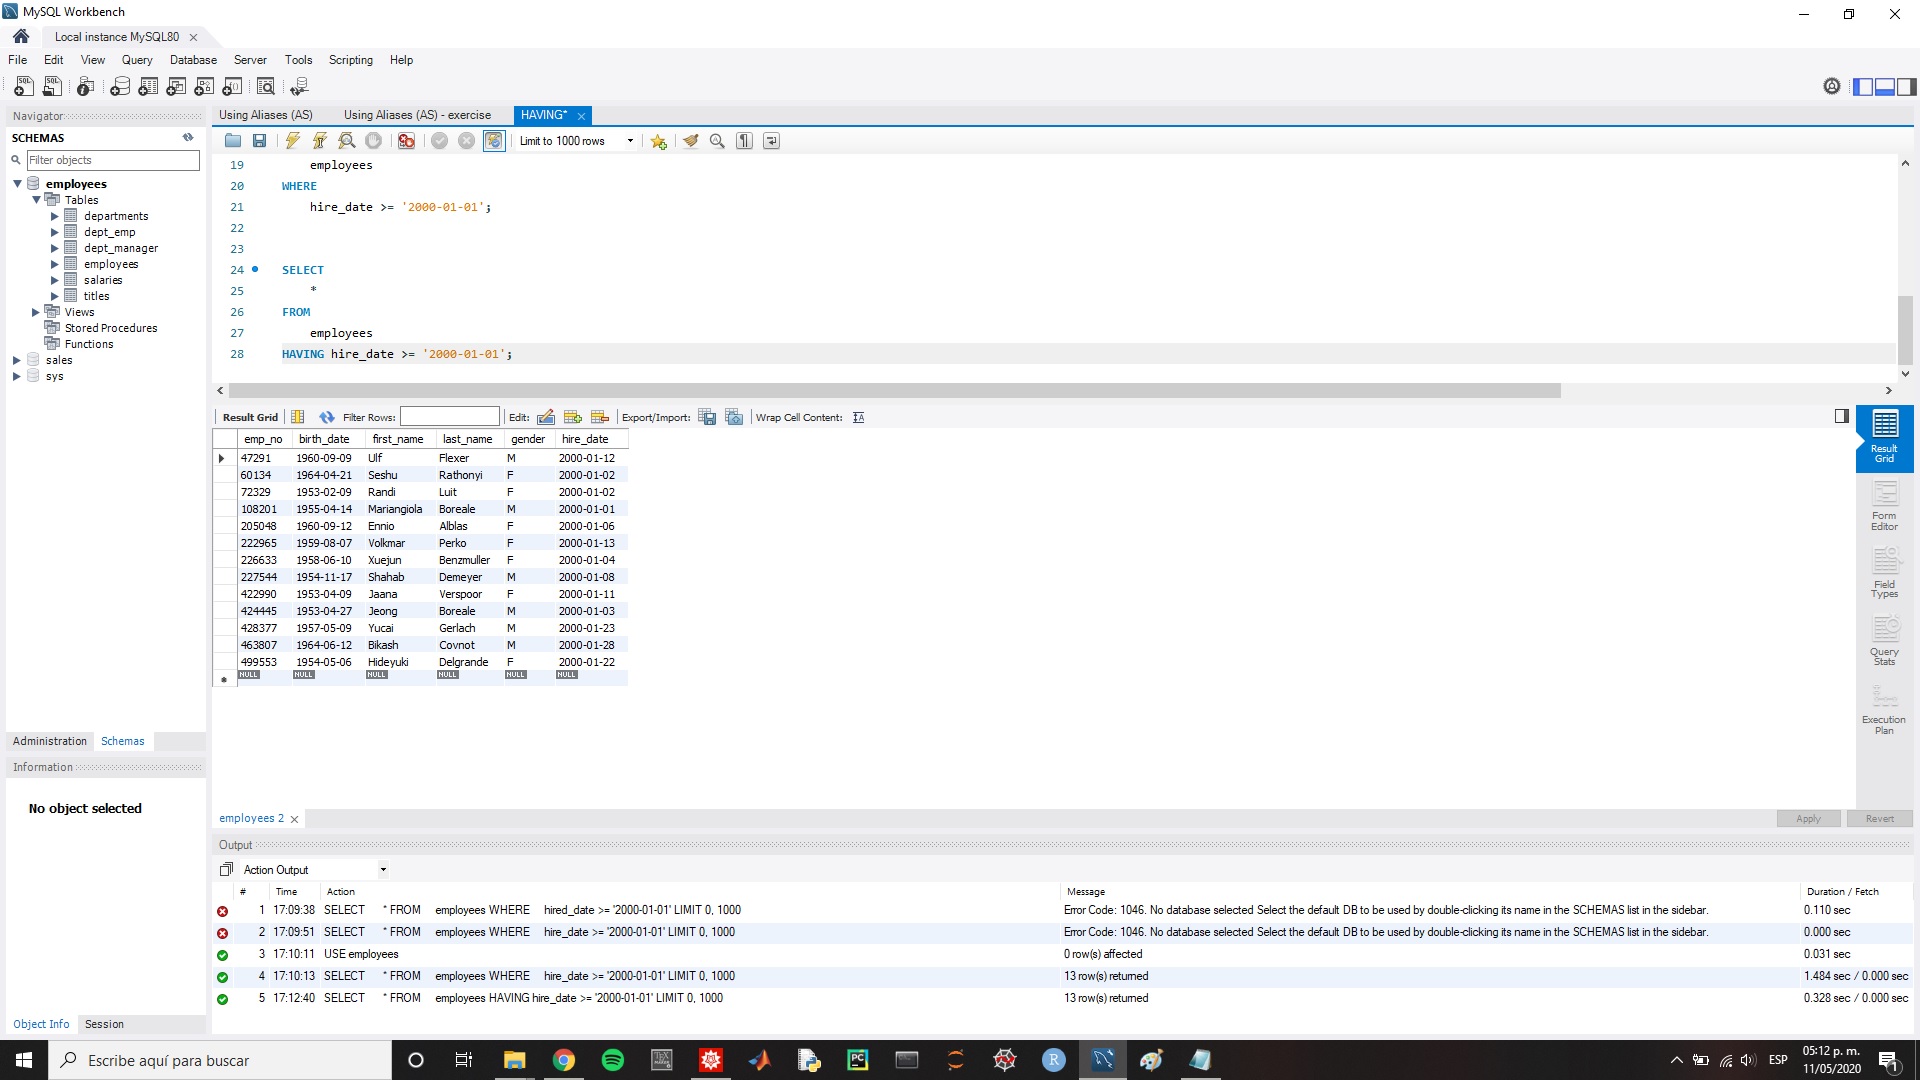 MySQL Workbench
Local instance MySQL80
File Edit View Query Database Server Tools Scripting Help
Navigator
SCHEMAS
Filter objects
employees
Tables
departments
dept_emp
dept_manager
employees
salaries
titles
Views
Stored Procedures
Functions
sales
sys
Administration Schemas
Information
No object selected
Object Info Session
Using Aliases (AS) Using Aliases (AS) - exercise HAVING*
Limit to 1000 rows
19 employees
20 WHERE
21 hire_date >= '2000-01-01';
22
23
24 SELECT
25 *
26 FROM
27 employees
28 HAVING hire_date >= '2000-01-01';
Result Grid Filter Rows: Edit: Export/Import: Wrap Cell Content:
emp_no birth_date first_name last_name gender hire_date
47291 1960-09-09 Ulf Flexer M 2000-01-12
60134 1964-04-21 Seshu Rathonyi F 2000-01-02
72329 1953-02-09 Randi Luit F 2000-01-02
108201 1955-04-14 Mariangiola Boreale M 2000-01-01
205048 1960-09-12 Ennio Alblas F 2000-01-06
222965 1959-08-07 Volkmar Perko F 2000-01-13
226633 1958-06-10 Xuejun Benzmuller F 2000-01-04
227544 1954-11-17 Shahab Demeyer M 2000-01-08
422990 1953-04-09 Jaana Verspoor F 2000-01-11
424445 1953-04-27 Jeong Boreale M 2000-01-03
428377 1957-05-09 Yucai Gerlach M 2000-01-23
463807 1964-06-12 Bikash Covnot M 2000-01-28
499553 1954-05-06 Hideyuki Delgrande F 2000-01-22
NULL NULL NULL NULL NULL NULL
Result
Grid
Form
Editor
Field
Types
Query
Stats
Execution
Plan
employees 2
Apply Revert
Output
Action Output
# Time Action Message Duration / Fetch
1 17:09:38 SELECT * FROM employees WHERE hired_date >= '2000-01-01' LIMIT 0, 1000 Error Code: 1046. No database selected Select the default DB to be used by double-clicking its name in the SCHEMAS list in the sidebar. 0.110 sec
2 17:09:51 SELECT * FROM employees WHERE hire_date >= '2000-01-01' LIMIT 0, 1000 Error Code: 1046. No database selected Select the default DB to be used by double-clicking its name in the SCHEMAS list in the sidebar. 0.000 sec
3 17:10:11 USE employees 0 row(s) affected 0.031 sec
4 17:10:13 SELECT * FROM employees WHERE hire_date >= '2000-01-01' LIMIT 0, 1000 13 row(s) returned 1.484 sec / 0.000 sec
5 17:12:40 SELECT * FROM employees HAVING hire_date >= '2000-01-01' LIMIT 0, 1000 13 row(s) returned 0.328 sec / 0.000 sec
Escribe aquí para buscar
ESP
05:12 p. m.
11/05/2020
1